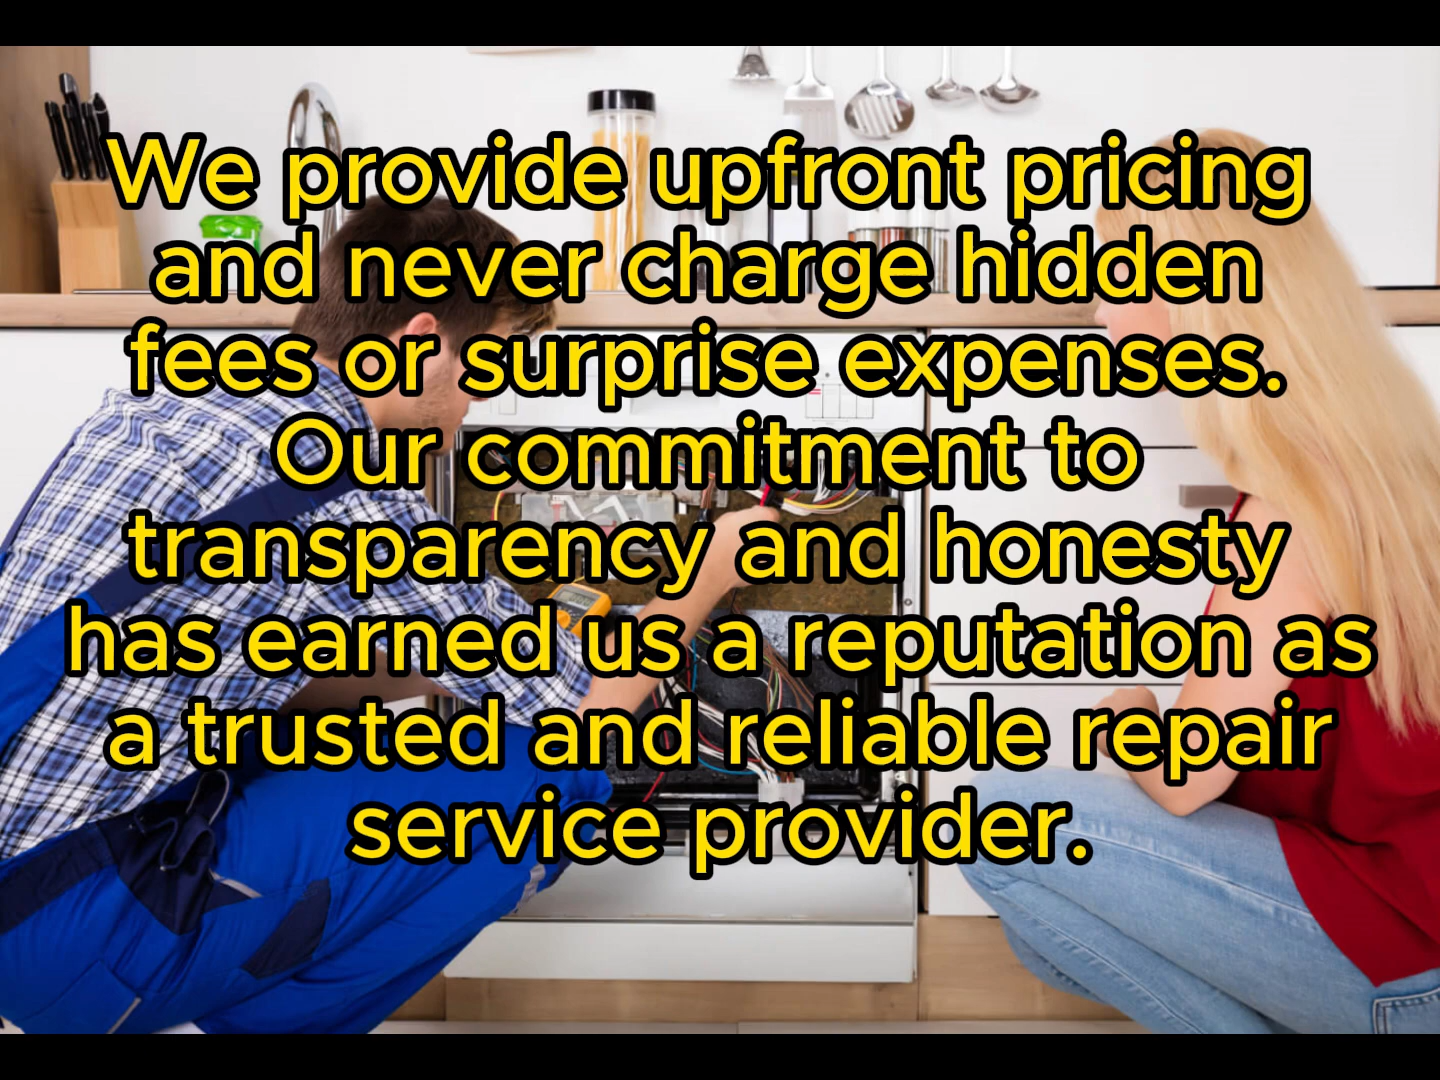 We provide upfront pricing
and never charge hidden
fees or surprise expenses.
Our commitment to
transparency and honesty
has earned us a reputation as
a trusted and reliable repair
service provider.